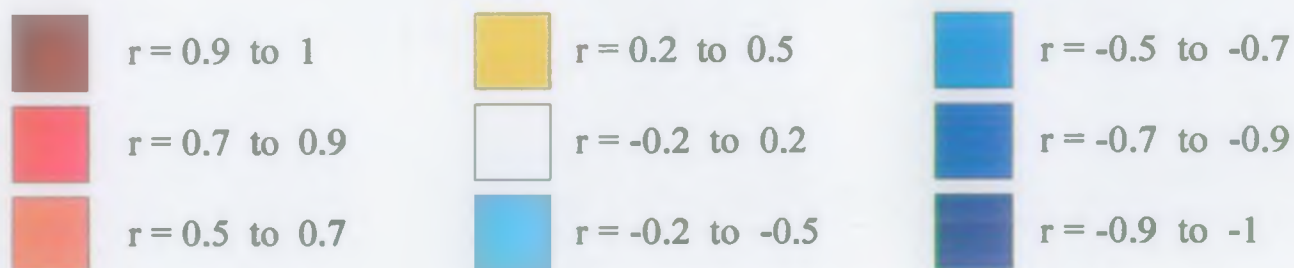 r = 0.9 to 1
r = 0.7 to 0.9
r = 0.5 to 0.7
r = 0.2 to 0.5
r = -0.2 to 0.2
r = -0.2 to -0.5
r = -0.5 to -0.7
r = -0.7 to -0.9
r = -0.9 to -1